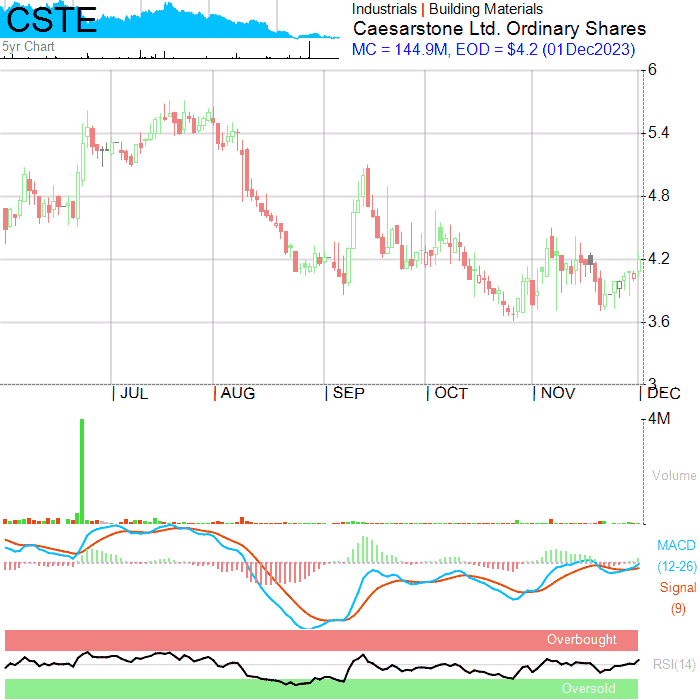 CSTE
5yr Chart
Industrials | Building Materials
Caesarstone Ltd. Ordinary Shares
MC = 144.9M, EOD = $4.2 (01Dec2023)
6
5.4
4.8
4.2
3.6
3
JUL AUG SEP OCT NOV DEC
4M
Volume
MACD
(12-26)
Signal
(9)
Overbought
RSI(14)
Oversold